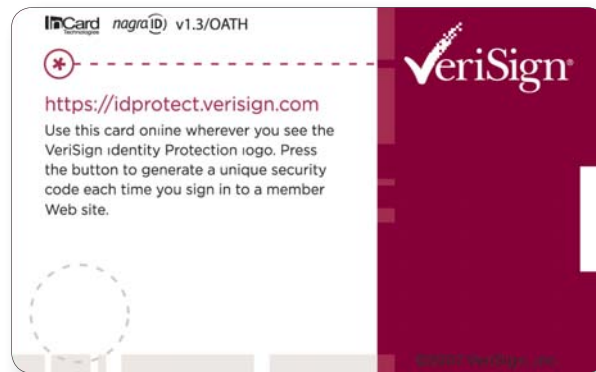 InCard
Technologies
nagraID v1.3/OATH
VeriSign®
https://idprotect.verisign.com
Use this card online wherever you see the
VeriSign Identity Protection logo. Press
the button to generate a unique security
code each time you sign in to a member
Web site.
VeriSign, Inc